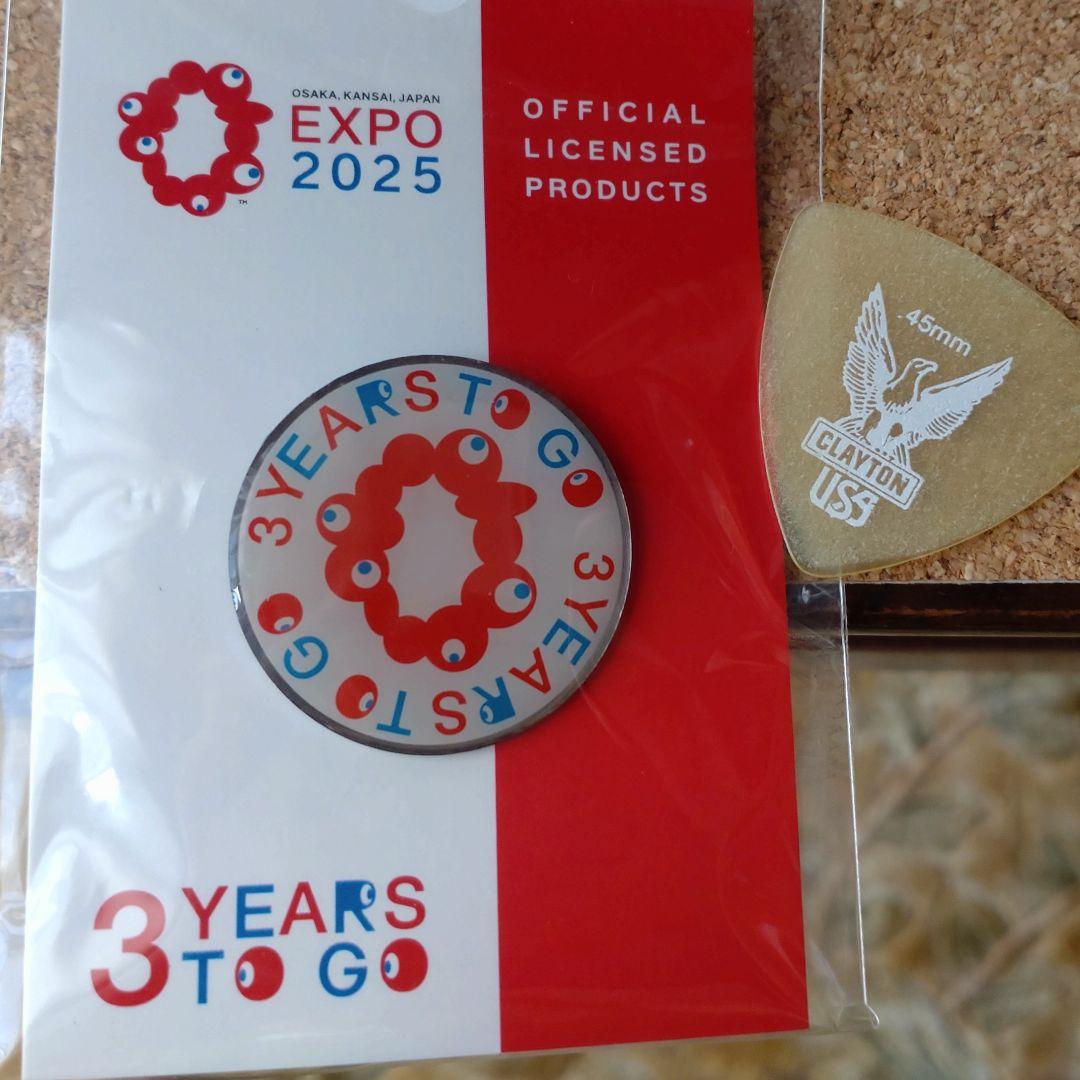 OSAKA, KANSAI, JAPAN
EXPO
2025
TM
OFFICIAL
LICENSED
PRODUCTS
3 YEARS TO GO
3 YEARS TO GO
3 YEARS
TO GO
.45mm
CLAYTON
USA